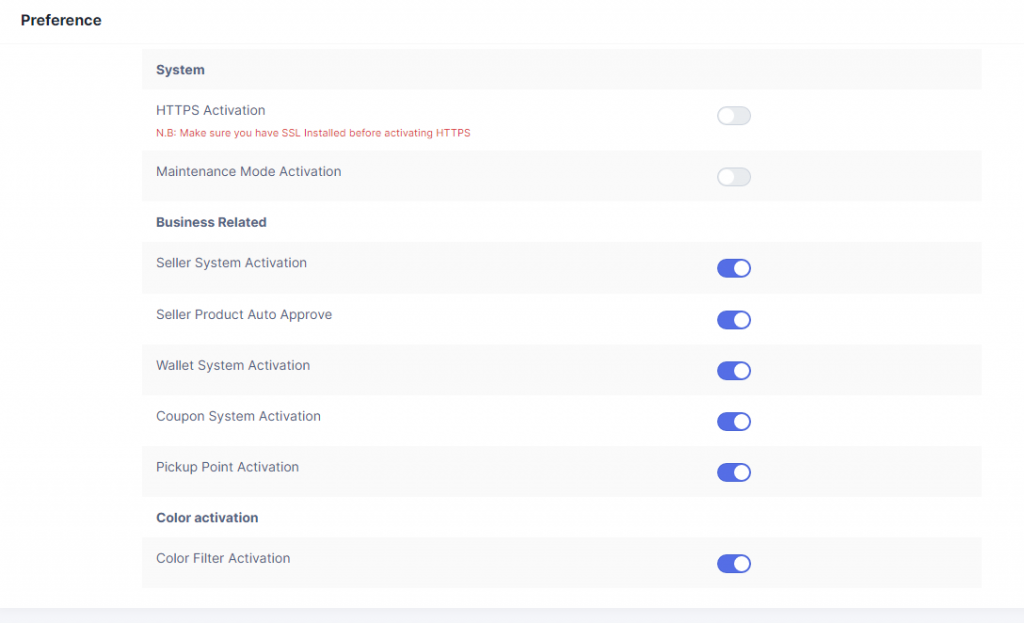 Preference
System
HTTPS Activation
N.B: Make sure you have SSL Installed before activating HTTPS
Maintenance Mode Activation
Business Related
Seller System Activation
Seller Product Auto Approve
Wallet System Activation
Coupon System Activation
Pickup Point Activation
Color activation
Color Filter Activation